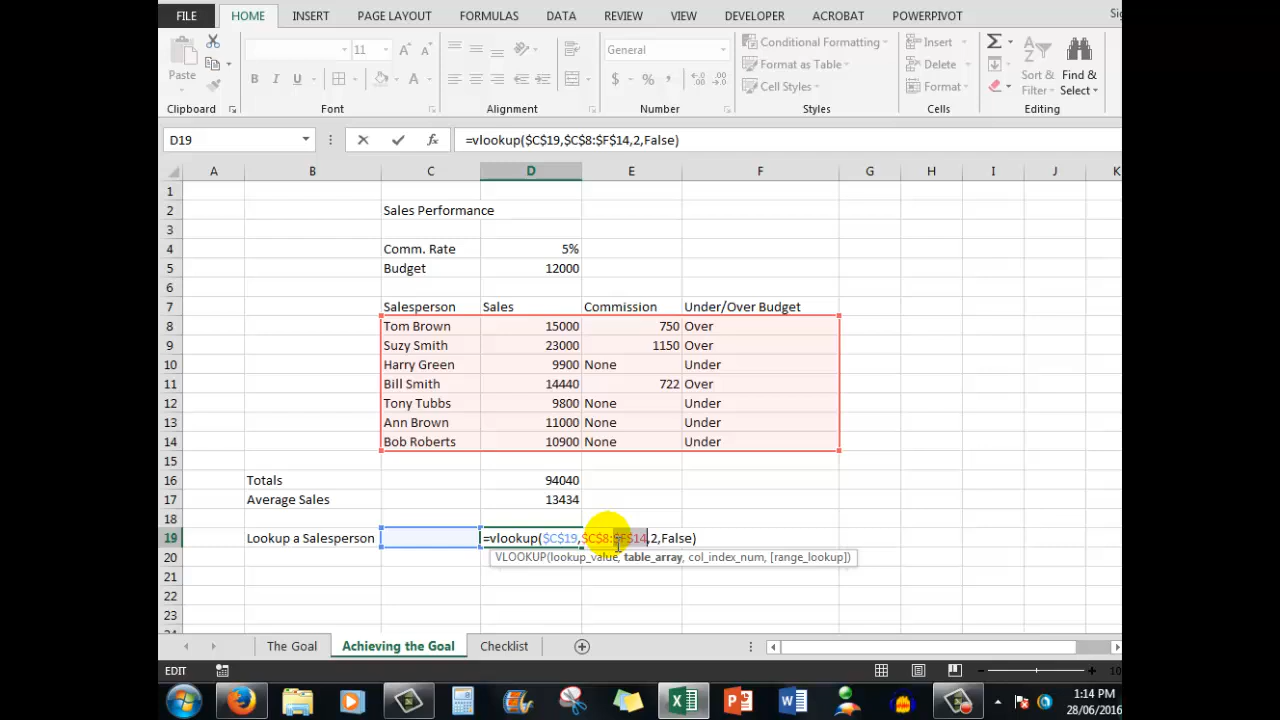 FILE HOME INSERT PAGE LAYOUT FORMULAS DATA REVIEW VIEW DEVELOPER ACROBAT POWERPIVOT
11 A A General Conditional Formatting Insert
Paste B I U A $ % , Format as Table Delete Sort & Find &
Cell Styles Format Filter Select
Clipboard Font Alignment Number Styles Cells Editing
D19 fx =vlookup($C$19,$C$8:$F$14,2,False)
A B C D E F G H I J K
1
2 Sales Performance
3
4 Comm. Rate 5%
5 Budget 12000
6
7 Salesperson Sales Commission Under/Over Budget
8 Tom Brown 15000 750 Over
9 Suzy Smith 23000 1150 Over
10 Harry Green 9900 None Under
11 Bill Smith 14440 722 Over
12 Tony Tubbs 9800 None Under
13 Ann Brown 11000 None Under
14 Bob Roberts 10900 None Under
15
16 Totals 94040
17 Average Sales 13434
18
19 Lookup a Salesperson =vlookup($C$19,$C$8:$F$14,2,False)
20 VLOOKUP(lookup_value, table_array, col_index_num, [range_lookup])
21
22
23
The Goal Achieving the Goal Checklist
EDIT
1:14 PM
28/06/2016